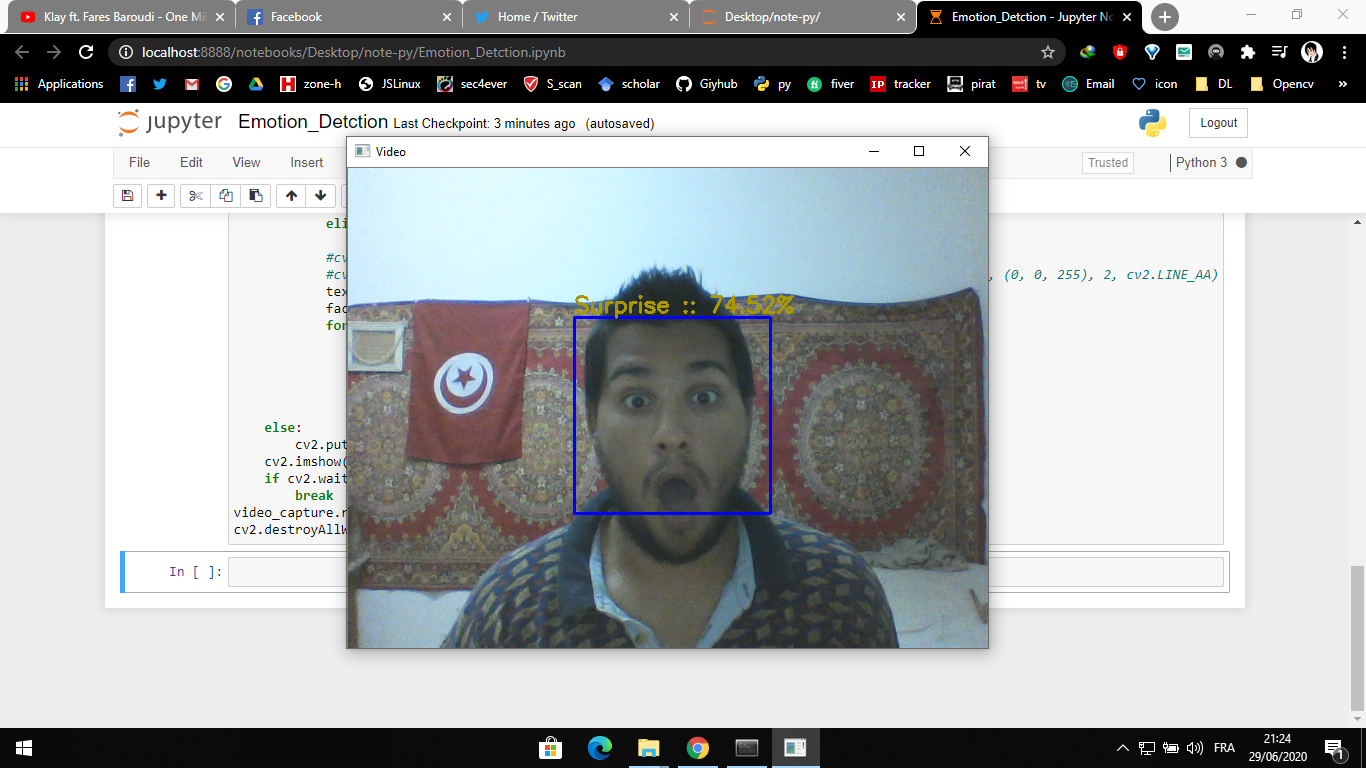 Klay ft. Fares Baroudi - One Mil
Facebook
Home / Twitter
Desktop/note-py/
Emotion_Detction - Jupyter No
localhost:8888/notebooks/Desktop/note-py/Emotion_Detction.ipynb
Applications
zone-h
JSLinux
sec4ever
S_scan
scholar
Giyhub
py
fiver
tracker
pirat
tv
Email
icon
DL
Opencv
»
jupyter Emotion_Detction Last Checkpoint: 3 minutes ago (autosaved)
Logout
File Edit View Insert
Trusted
Python 3
Video
eli
#cv
#cv , (0, 0, 255), 2, cv2.LINE_AA)
tex
fac
for
Surprise :: 74.52%
else:
cv2.put
cv2.imshow(
if cv2.wait
break
video_capture.r
cv2.destroyAllW
In [ ]:
FRA
21:24
29/06/2020
1